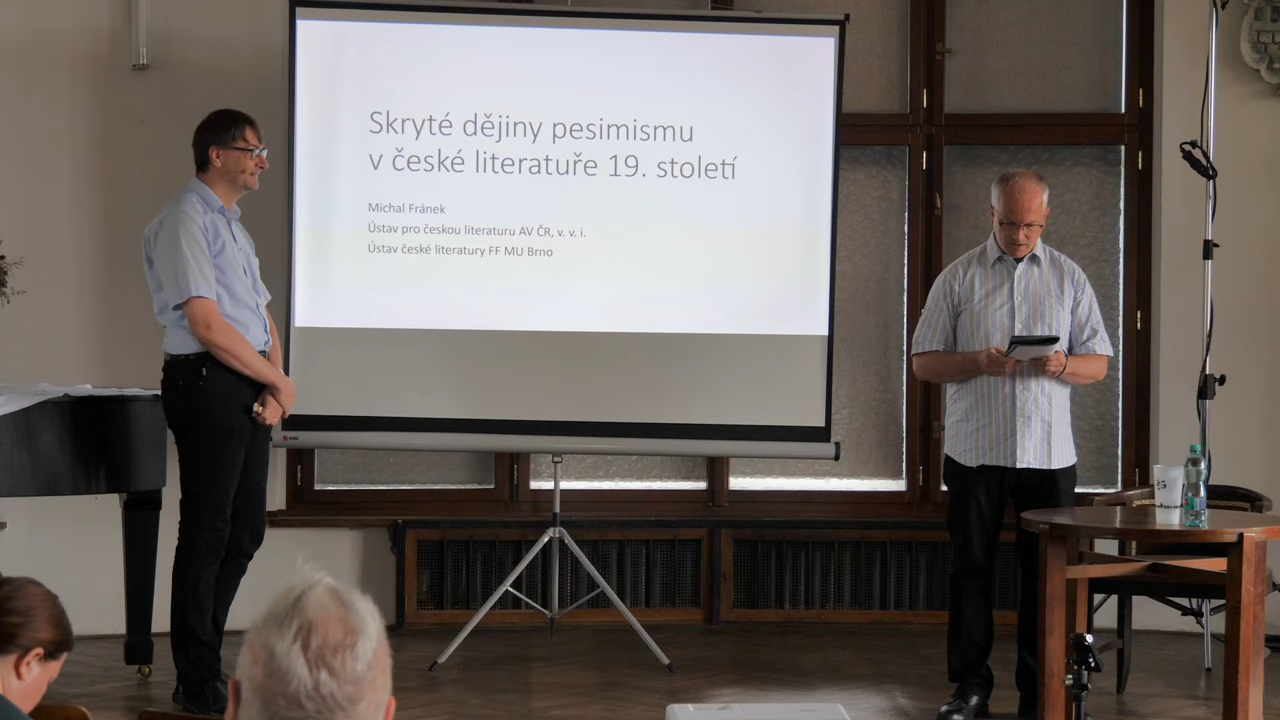 Skryté dějiny pesimismu
v české literatuře 19. století
Michal Fránek
Ústav pro českou literaturu AV ČR, v. v. i.
Ústav české literatury FF MU Brno